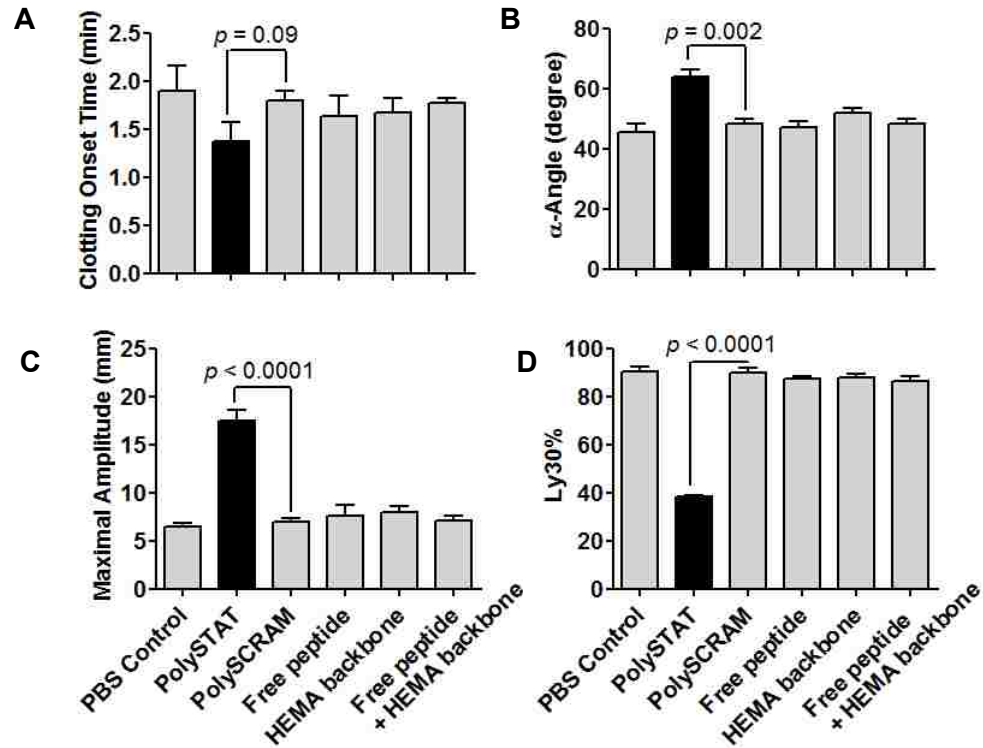 A
Clotting Onset Time (min)
2.5
2.0
1.5
1.0
0.5
0.0
p = 0.09
B
α-Angle (degree)
80
60
40
20
0
p = 0.002
C
Maximal Amplitude (mm)
25
20
15
10
5
0
p < 0.0001
PBS Control
PolySTAT
PolySCRAM
Free peptide
HEMA backbone
Free peptide
+ HEMA backbone
D
Ly30%
100
80
60
40
20
0
p < 0.0001
PBS Control
PolySTAT
PolySCRAM
Free peptide
HEMA backbone
Free peptide
+ HEMA backbone